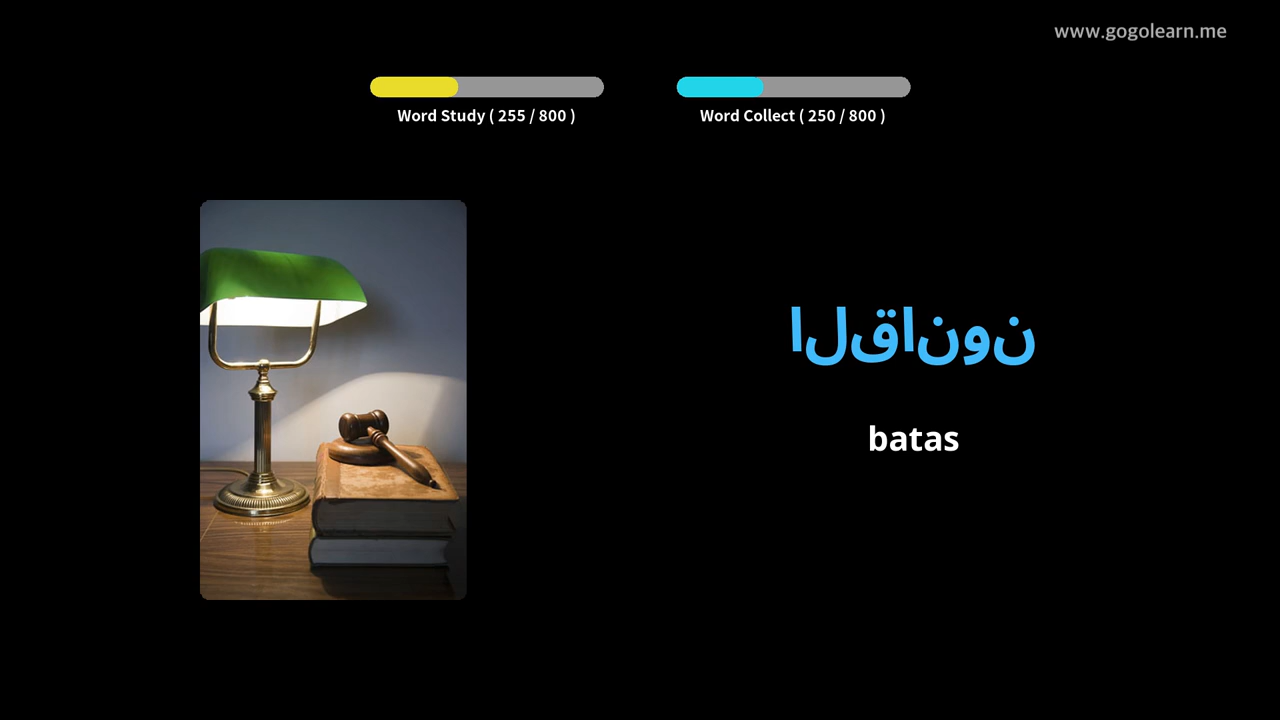 www.gogolearn.me
Word Study ( 255 / 800 )
Word Collect ( 250 / 800 )
القانون
batas